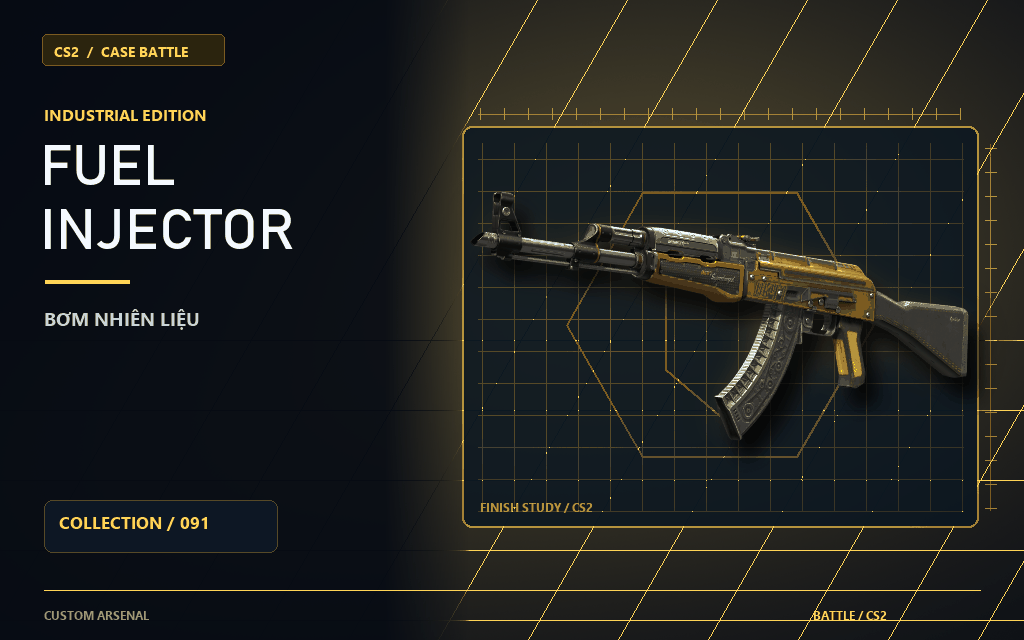 CS2 / CASE BATTLE
INDUSTRIAL EDITION
FUEL
INJECTOR
BƠM NHIÊN LIỆU
COLLECTION / 091
FINISH STUDY / CS2
CUSTOM ARSENAL
BATTLE / CS2